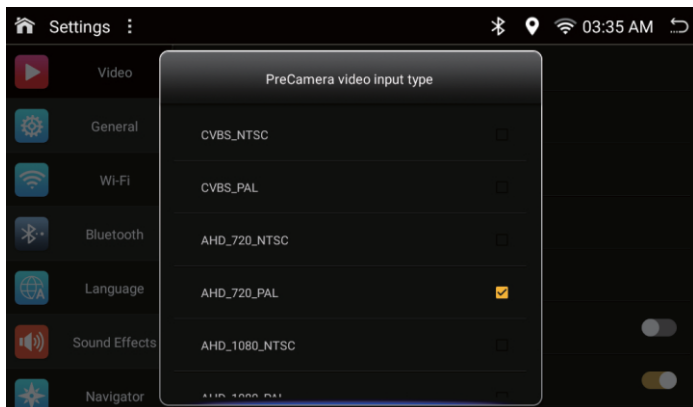 Settings
03:35 AM
Video
General
Wi-Fi
Bluetooth
Language
Sound Effects
Navigator
PreCamera video input type
CVBS_NTSC
CVBS_PAL
AHD_720_NTSC
AHD_720_PAL
AHD_1080_NTSC
AHD_1080_PAL